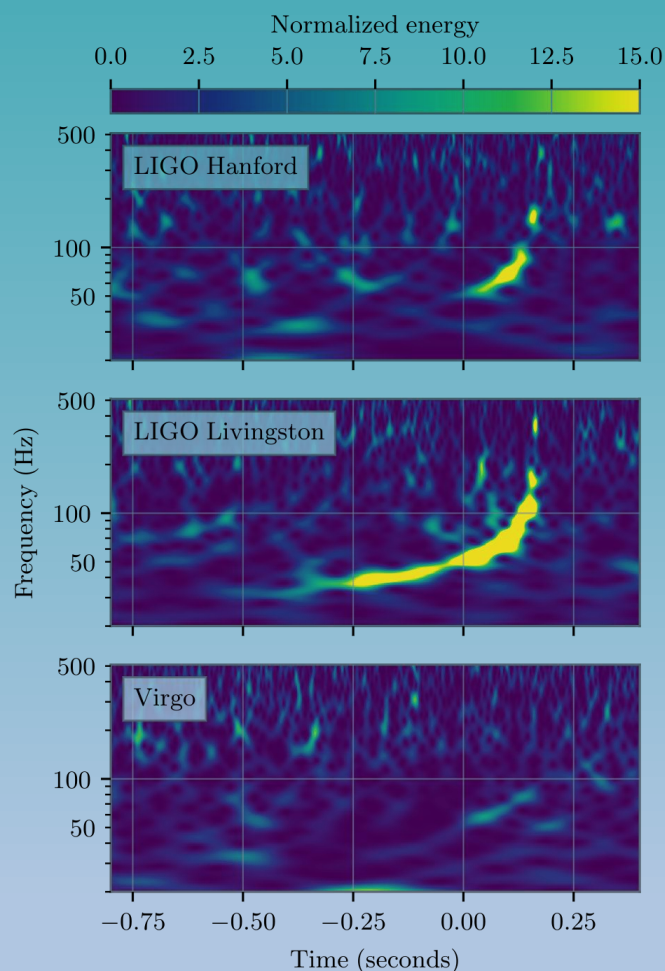 Normalized energy
0.0 2.5 5.0 7.5 10.0 12.5 15.0
500
LIGO Hanford
100
50
500
LIGO Livingston
100
50
Frequency (Hz)
500
Virgo
100
50
−0.75 −0.50 −0.25 0.00 0.25
Time (seconds)